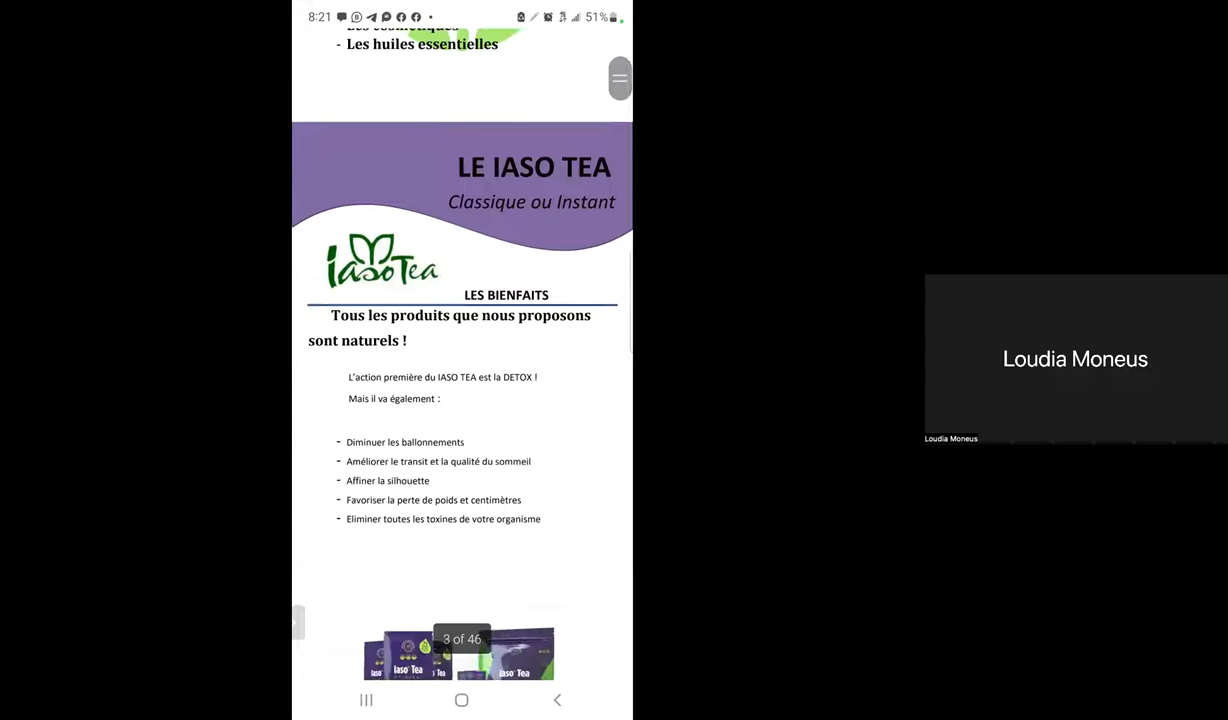 8:21
51%
Les cosmétiques
- Les huiles essentielles
LE IASO TEA
Classique ou Instant
IasoTea
LES BIENFAITS
Tous les produits que nous proposons
sont naturels !
L'action première du IASO TEA est la DETOX !
Mais il va également :
- Diminuer les ballonnements
- Améliorer le transit et la qualité du sommeil
- Affiner la silhouette
- Favoriser la perte de poids et centimètres
- Eliminer toutes les toxines de votre organisme
3 of 46
Iaso Tea
Iaso Tea
Loudia Moneus
Loudia Moneus